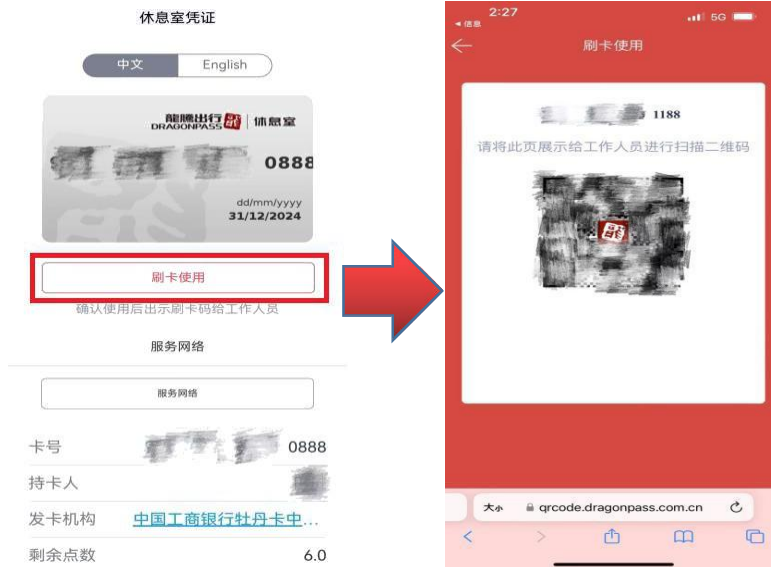 休息室凭证
中文 English
龍騰出行 DRAGONPASS 休息室
0888
dd/mm/yyyy
31/12/2024
刷卡使用
确认使用后出示刷卡码给工作人员
服务网络
服务网络
卡号 0888
持卡人
发卡机构 中国工商银行牡丹卡中...
剩余点数 6.0
2:27 5G
◂ 信息
刷卡使用
1188
请将此页展示给工作人员进行扫描二维码
大小 qrcode.dragonpass.com.cn